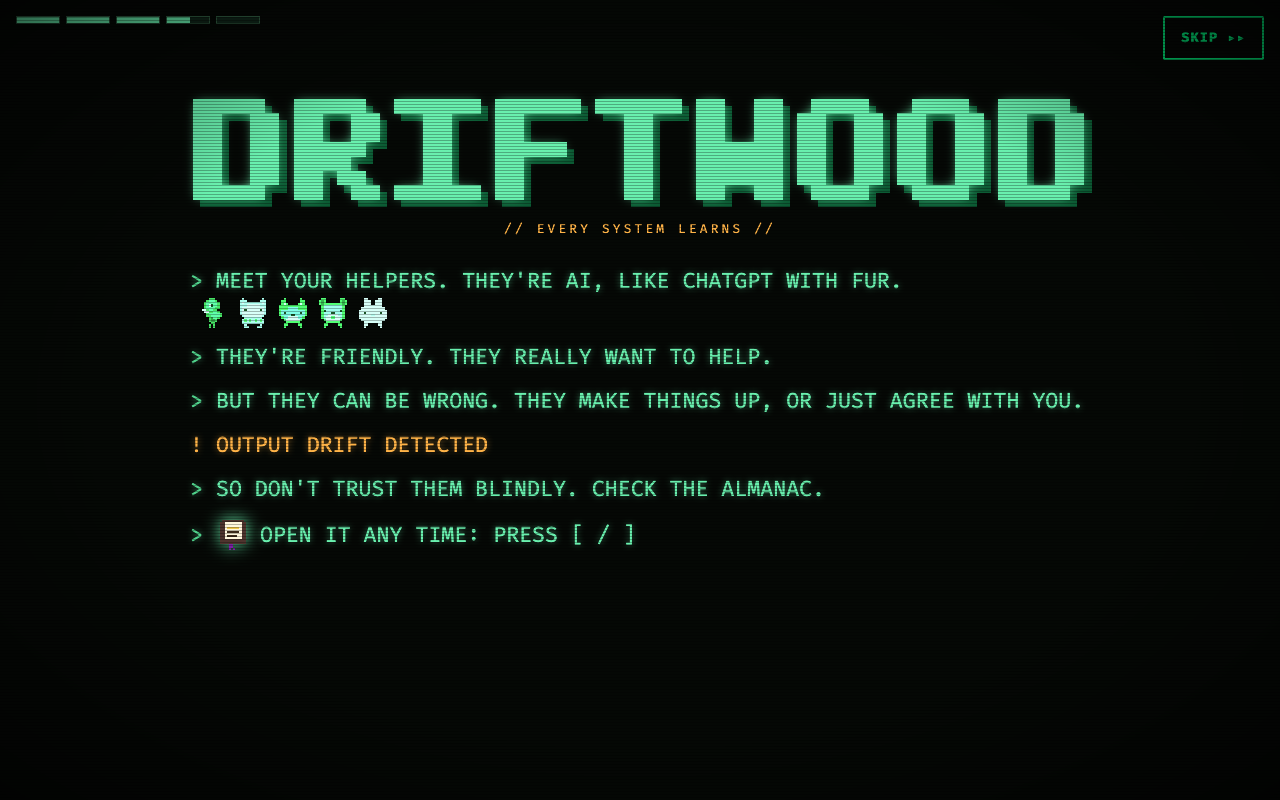 SKIP ▸▸
DRIFTHOOD
// EVERY SYSTEM LEARNS //
> MEET YOUR HELPERS. THEY'RE AI, LIKE CHATGPT WITH FUR.
> THEY'RE FRIENDLY. THEY REALLY WANT TO HELP.
> BUT THEY CAN BE WRONG. THEY MAKE THINGS UP, OR JUST AGREE WITH YOU.
! OUTPUT DRIFT DETECTED
> SO DON'T TRUST THEM BLINDLY. CHECK THE ALMANAC.
> OPEN IT ANY TIME: PRESS [ / ]